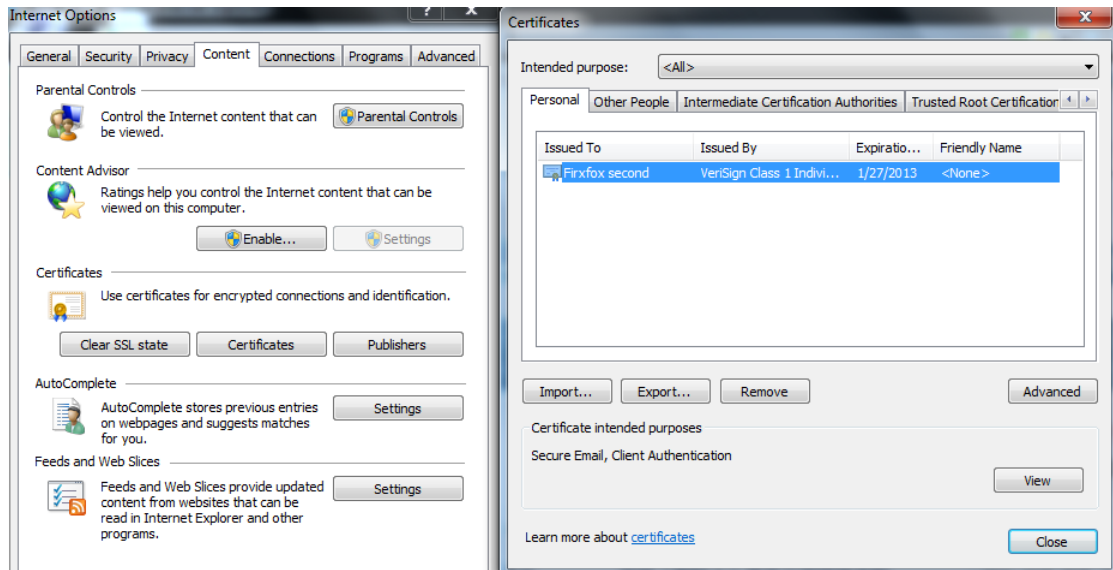 Internet Options
? x
General Security Privacy Content Connections Programs Advanced
Parental Controls
Control the Internet content that can
be viewed.
Parental Controls
Content Advisor
Ratings help you control the Internet content that can be
viewed on this computer.
Enable...
Settings
Certificates
Use certificates for encrypted connections and identification.
Clear SSL state
Certificates
Publishers
AutoComplete
AutoComplete stores previous entries
on webpages and suggests matches
for you.
Settings
Feeds and Web Slices
Feeds and Web Slices provide updated
content from websites that can be
read in Internet Explorer and other
programs.
Settings
Certificates
x
Intended purpose: <All>
Personal Other People Intermediate Certification Authorities Trusted Root Certification
Issued To Issued By Expiratio... Friendly Name
Firxfox second VeriSign Class 1 Indivi... 1/27/2013 <None>
Import... Export... Remove Advanced
Certificate intended purposes
Secure Email, Client Authentication
View
Learn more about certificates
Close